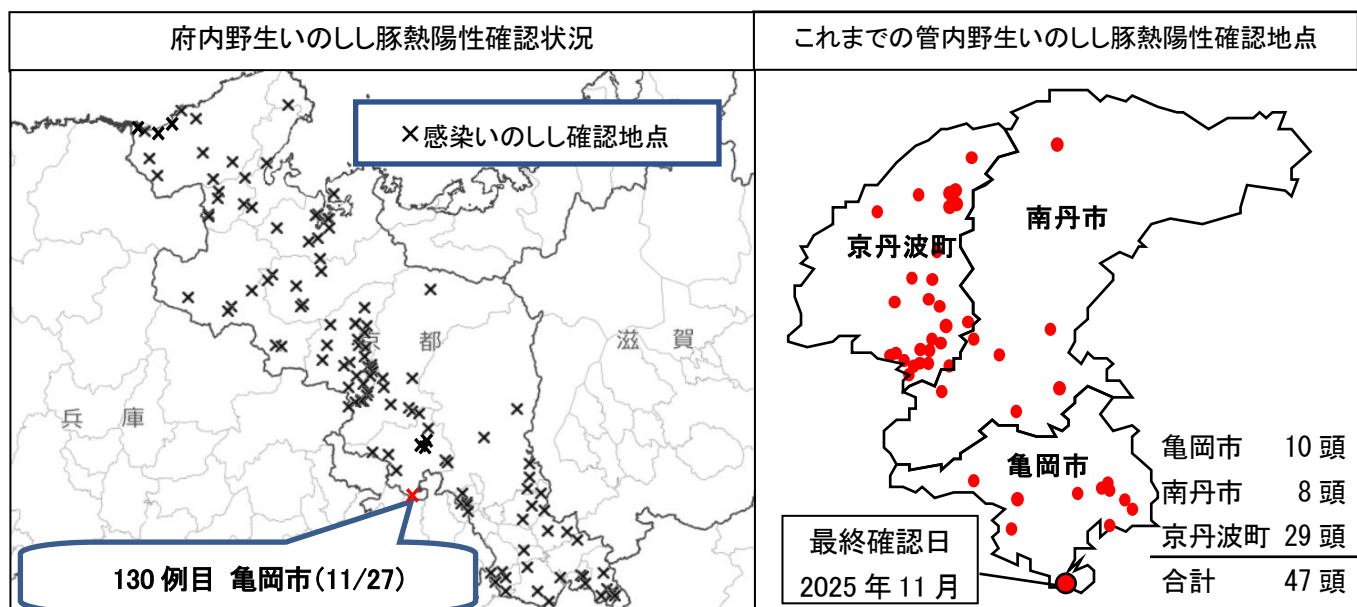 府内野生いのしし豚熱陽性確認状況
×感染いのしし確認地点
京 都
滋 賀
兵 庫
130 例目 亀岡市(11/27)
これまでの管内野生いのしし豚熱陽性確認地点
南丹市
京丹波町
亀岡市
亀岡市 10 頭
南丹市 8 頭
京丹波町 29 頭
合計 47 頭
最終確認日
2025 年 11 月